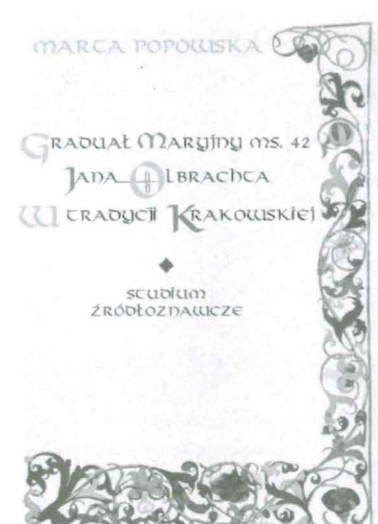 MARTA POPOWSKA
GRADUAŁ MARYJNY MS. 42
JANA OLBRACHTA
W TRADYCJI KRAKOWSKIEJ
STUDIUM
ŹRÓDŁOZNAWCZE